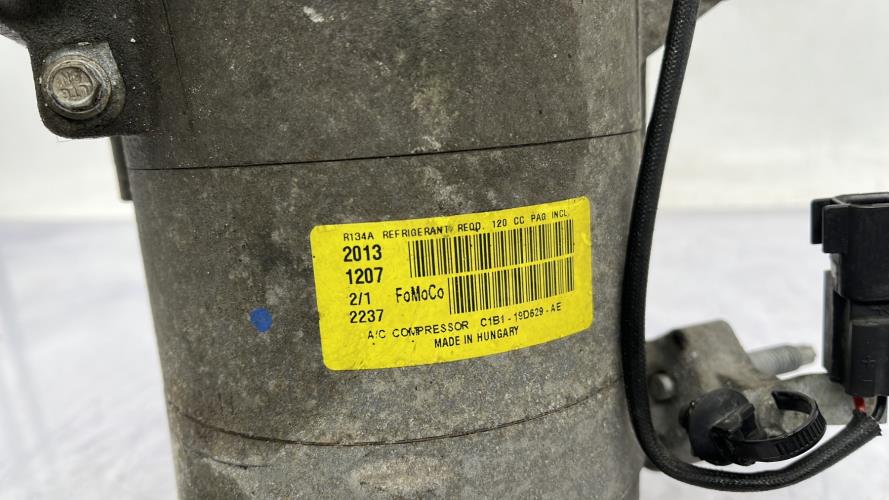 R134A REFRIGERANT REQD. 120 CC PAG INCL.
2013
1207
2/1 FoMoCo
2237
A/C COMPRESSOR C1B1-19D629-AE
MADE IN HUNGARY